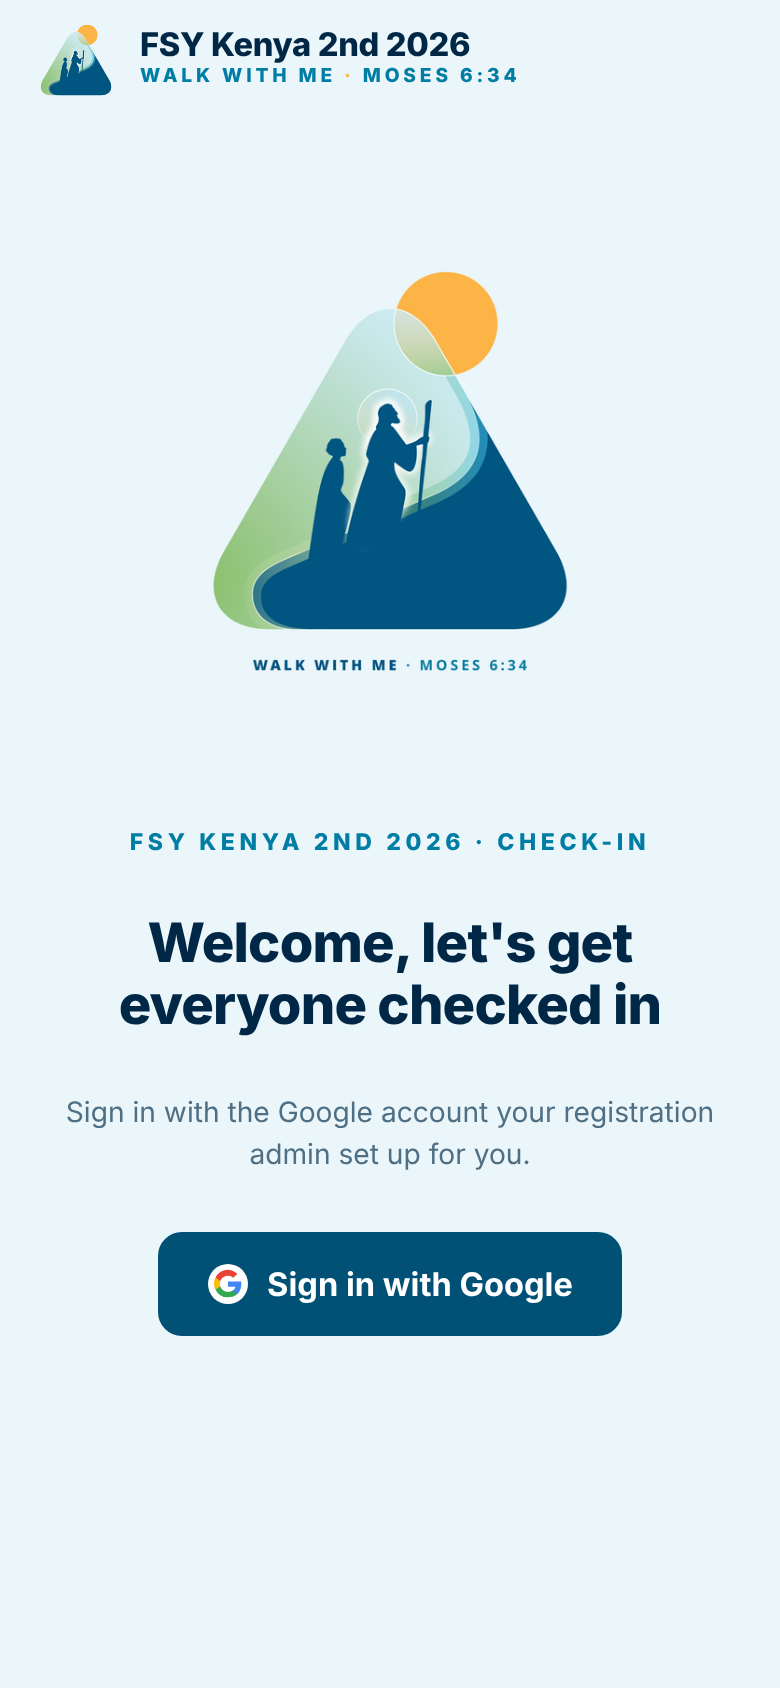 FSY Kenya 2nd 2026
WALK WITH ME · MOSES 6:34
WALK WITH ME · MOSES 6:34
FSY KENYA 2ND 2026 · CHECK-IN
Welcome, let's get
everyone checked in
Sign in with the Google account your registration
admin set up for you.
Sign in with Google